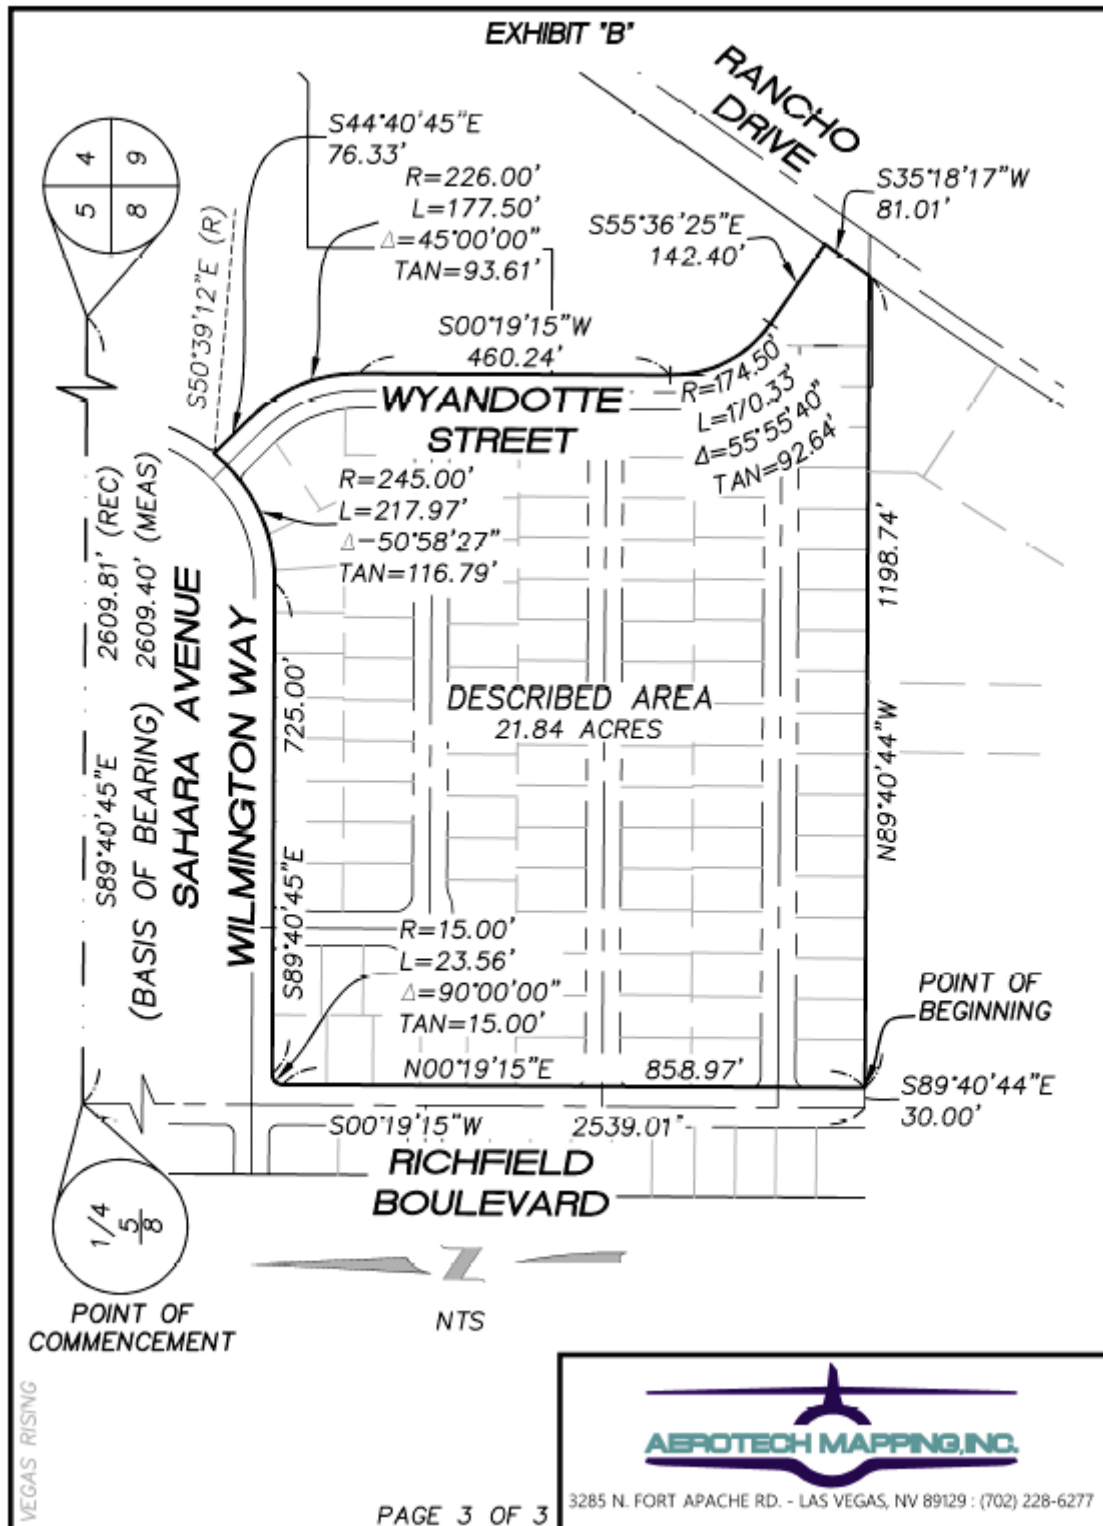 EXHIBIT "B"
RANCHO
DRIVE
S44°40'45"E
76.33'
R=226.00'
L=177.50'
Δ=45°00'00"
TAN=93.61'
S35°18'17"W
81.01'
S55°36'25"E
142.40'
4
9
5
8
S50°39'12"E (R)
S00°19'15"W
460.24'
WYANDOTTE
STREET
R=174.50'
L=170.33'
Δ=55°55'40"
TAN=92.64'
R=245.00'
L=217.97'
Δ=50°58'27"
TAN=116.79'
2609.81' (REC)
2609.40' (MEAS)
S89°40'45"E
(BASIS OF BEARING)
SAHARA AVENUE
WILMINGTON WAY
725.00'
S89°40'45"E
1198.74'
N89°40'44"W
DESCRIBED AREA
21.84 ACRES
R=15.00'
L=23.56'
Δ=90°00'00"
TAN=15.00'
POINT OF
BEGINNING
N00°19'15"E
858.97'
S89°40'44"E
30.00'
S00°19'15"W
2539.01'
RICHFIELD
BOULEVARD
1/4
5
8
POINT OF
COMMENCEMENT
N
NTS
VEGAS RISING
AEROTECH MAPPING, INC.
3285 N. FORT APACHE RD. - LAS VEGAS, NV 89129 : (702) 228-6277
PAGE 3 OF 3